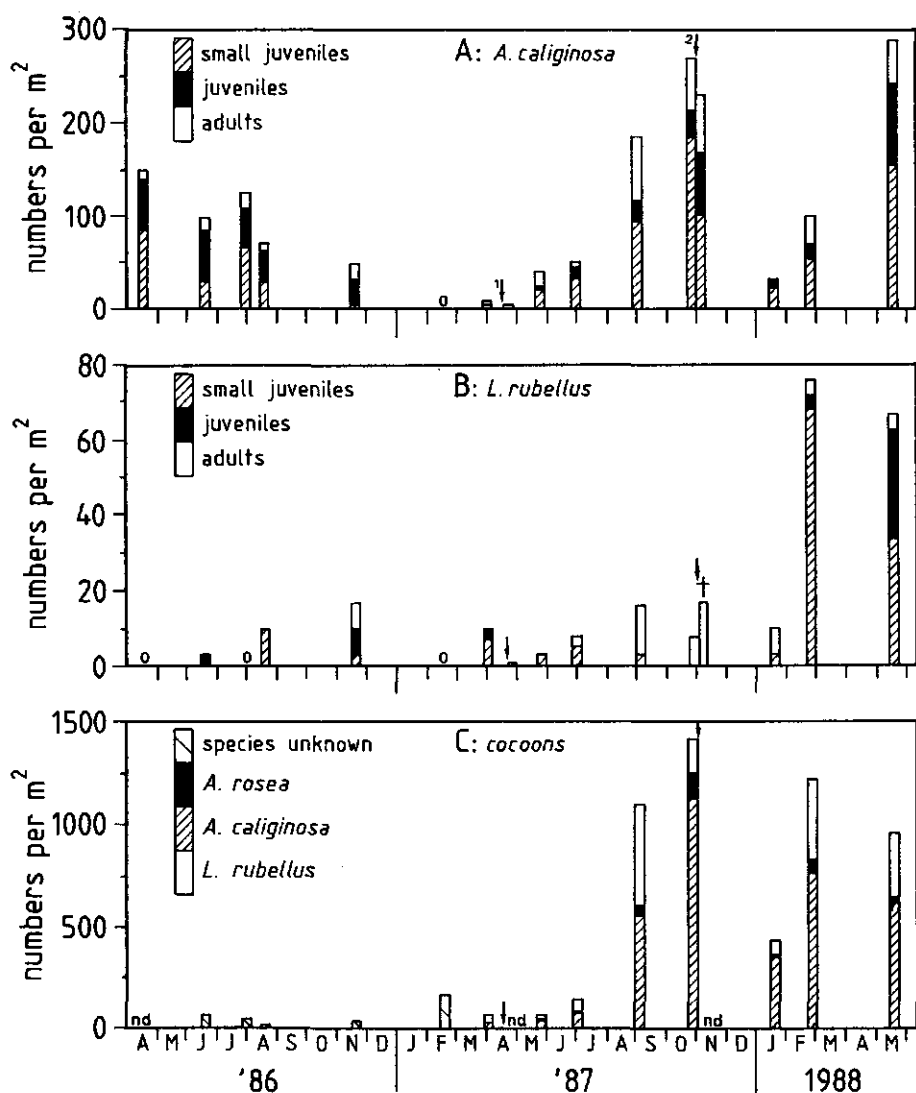 300
200
100
0
numbers per m²
small juveniles
juveniles
adults
A: A. caliginosa
0
1
2
80
60
40
20
0
numbers per m²
small juveniles
juveniles
adults
B: L. rubellus
0
0
0
1500
1000
500
0
numbers per m²
species unknown
A. rosea
A. caliginosa
L. rubellus
C: cocoons
nd
nd
nd
A M J J A S O N D J F M A M J J A S O N D J F M A M
'86 '87 1988